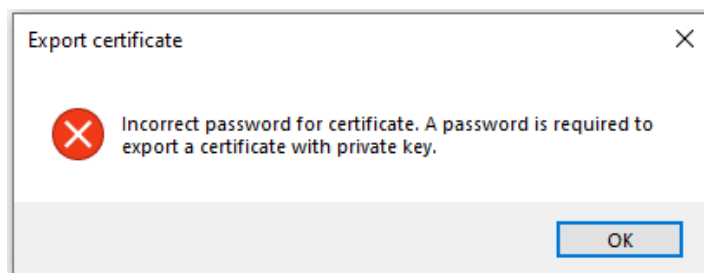 Export certificate
Incorrect password for certificate. A password is required to
export a certificate with private key.
OK